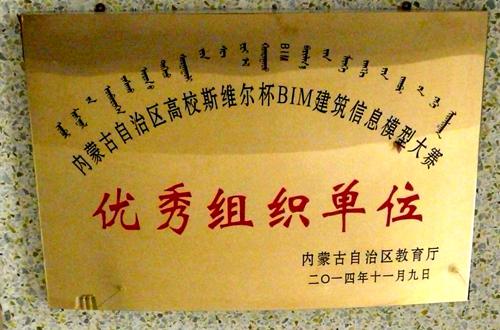 BIM
内蒙古自治区高校斯维尔杯BIM建筑信息模型大赛
优秀组织单位
内蒙古自治区教育厅
二〇一四年十一月九日